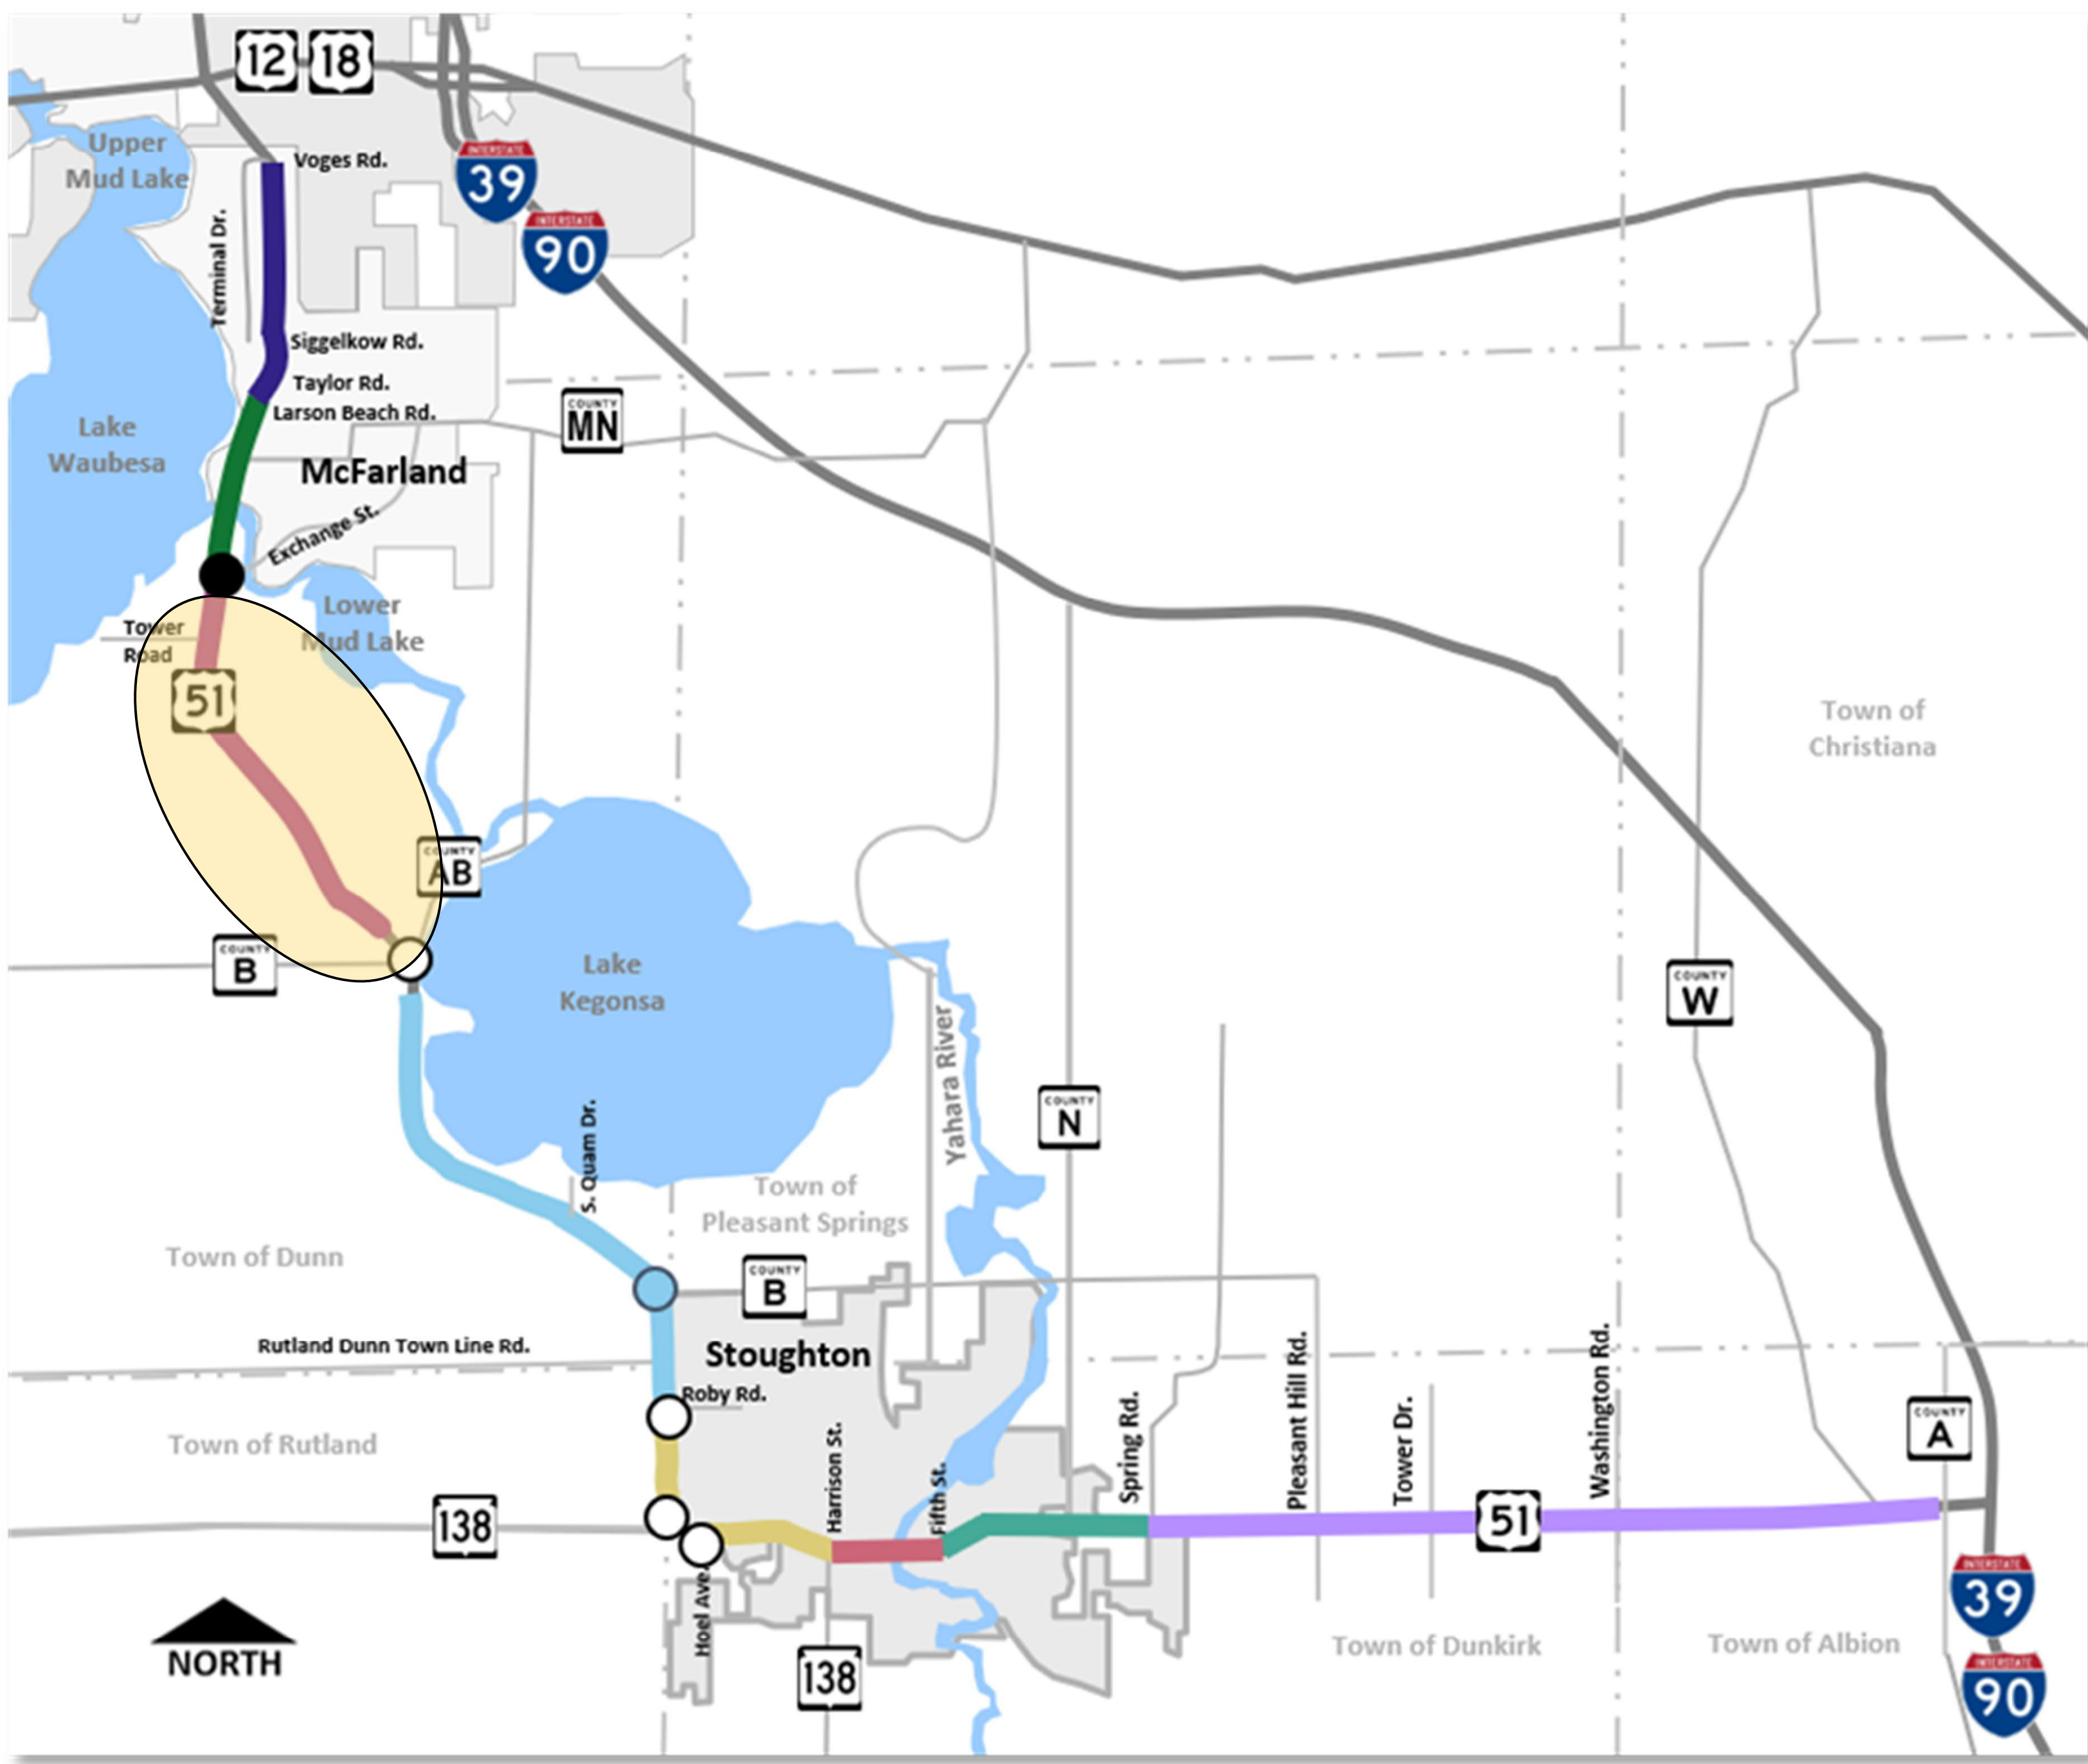 12
18
Upper
Mud Lake
Voges Rd.
INTERSTATE
39
INTERSTATE
90
Terminal Dr.
Siggelkow Rd.
Taylor Rd.
Larson Beach Rd.
COUNTY
MN
Lake
Waubesa
McFarland
Exchange St.
Lower
Mud Lake
Tower
Road
51
Town of
Christiana
COUNTY
AB
COUNTY
B
Lake
Kegonsa
COUNTY
W
Yahara River
COUNTY
N
S. Quam Dr.
Town of
Pleasant Springs
Town of Dunn
COUNTY
B
Rutland Dunn Town Line Rd.
Stoughton
Roby Rd.
Town of Rutland
Harrison St.
Fifth St.
Spring Rd.
Pleasant Hill Rd.
Tower Dr.
Washington Rd.
COUNTY
A
138
51
Hoel Ave.
INTERSTATE
39
NORTH
138
Town of Dunkirk
Town of Albion
INTERSTATE
90